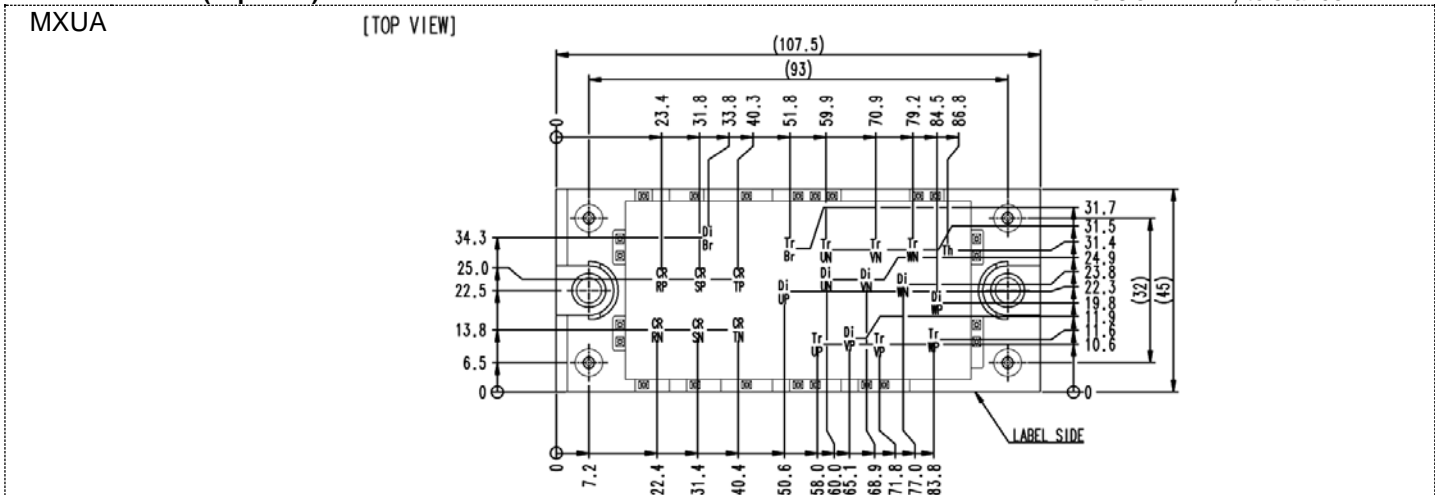 MXUA
[TOP VIEW]
(107.5)
(93)
0 23.4 31.8 33.8 40.3 51.8 59.9 70.9 79.2 84.5 86.8
34.3
25.0
22.5
13.8
6.5
0
Di Br
Tr Br
Tr UN
Tr VN
Tr WN
Th
CR RP
CR SP
CR TP
Di UP
Di UN
Di VN
Di WN
Di WP
CR RN
CR SN
CR TN
Tr UP
Di VP
Tr VP
Tr WP
31.7
31.5
31.4
24.9
23.8
22.3
19.8
11.9
11.6
10.6
0
(32)
(45)
LABEL SIDE
0 7.2 22.4 31.4 40.4 50.6 58.0 60.0 65.1 68.9 71.8 77.0 83.8